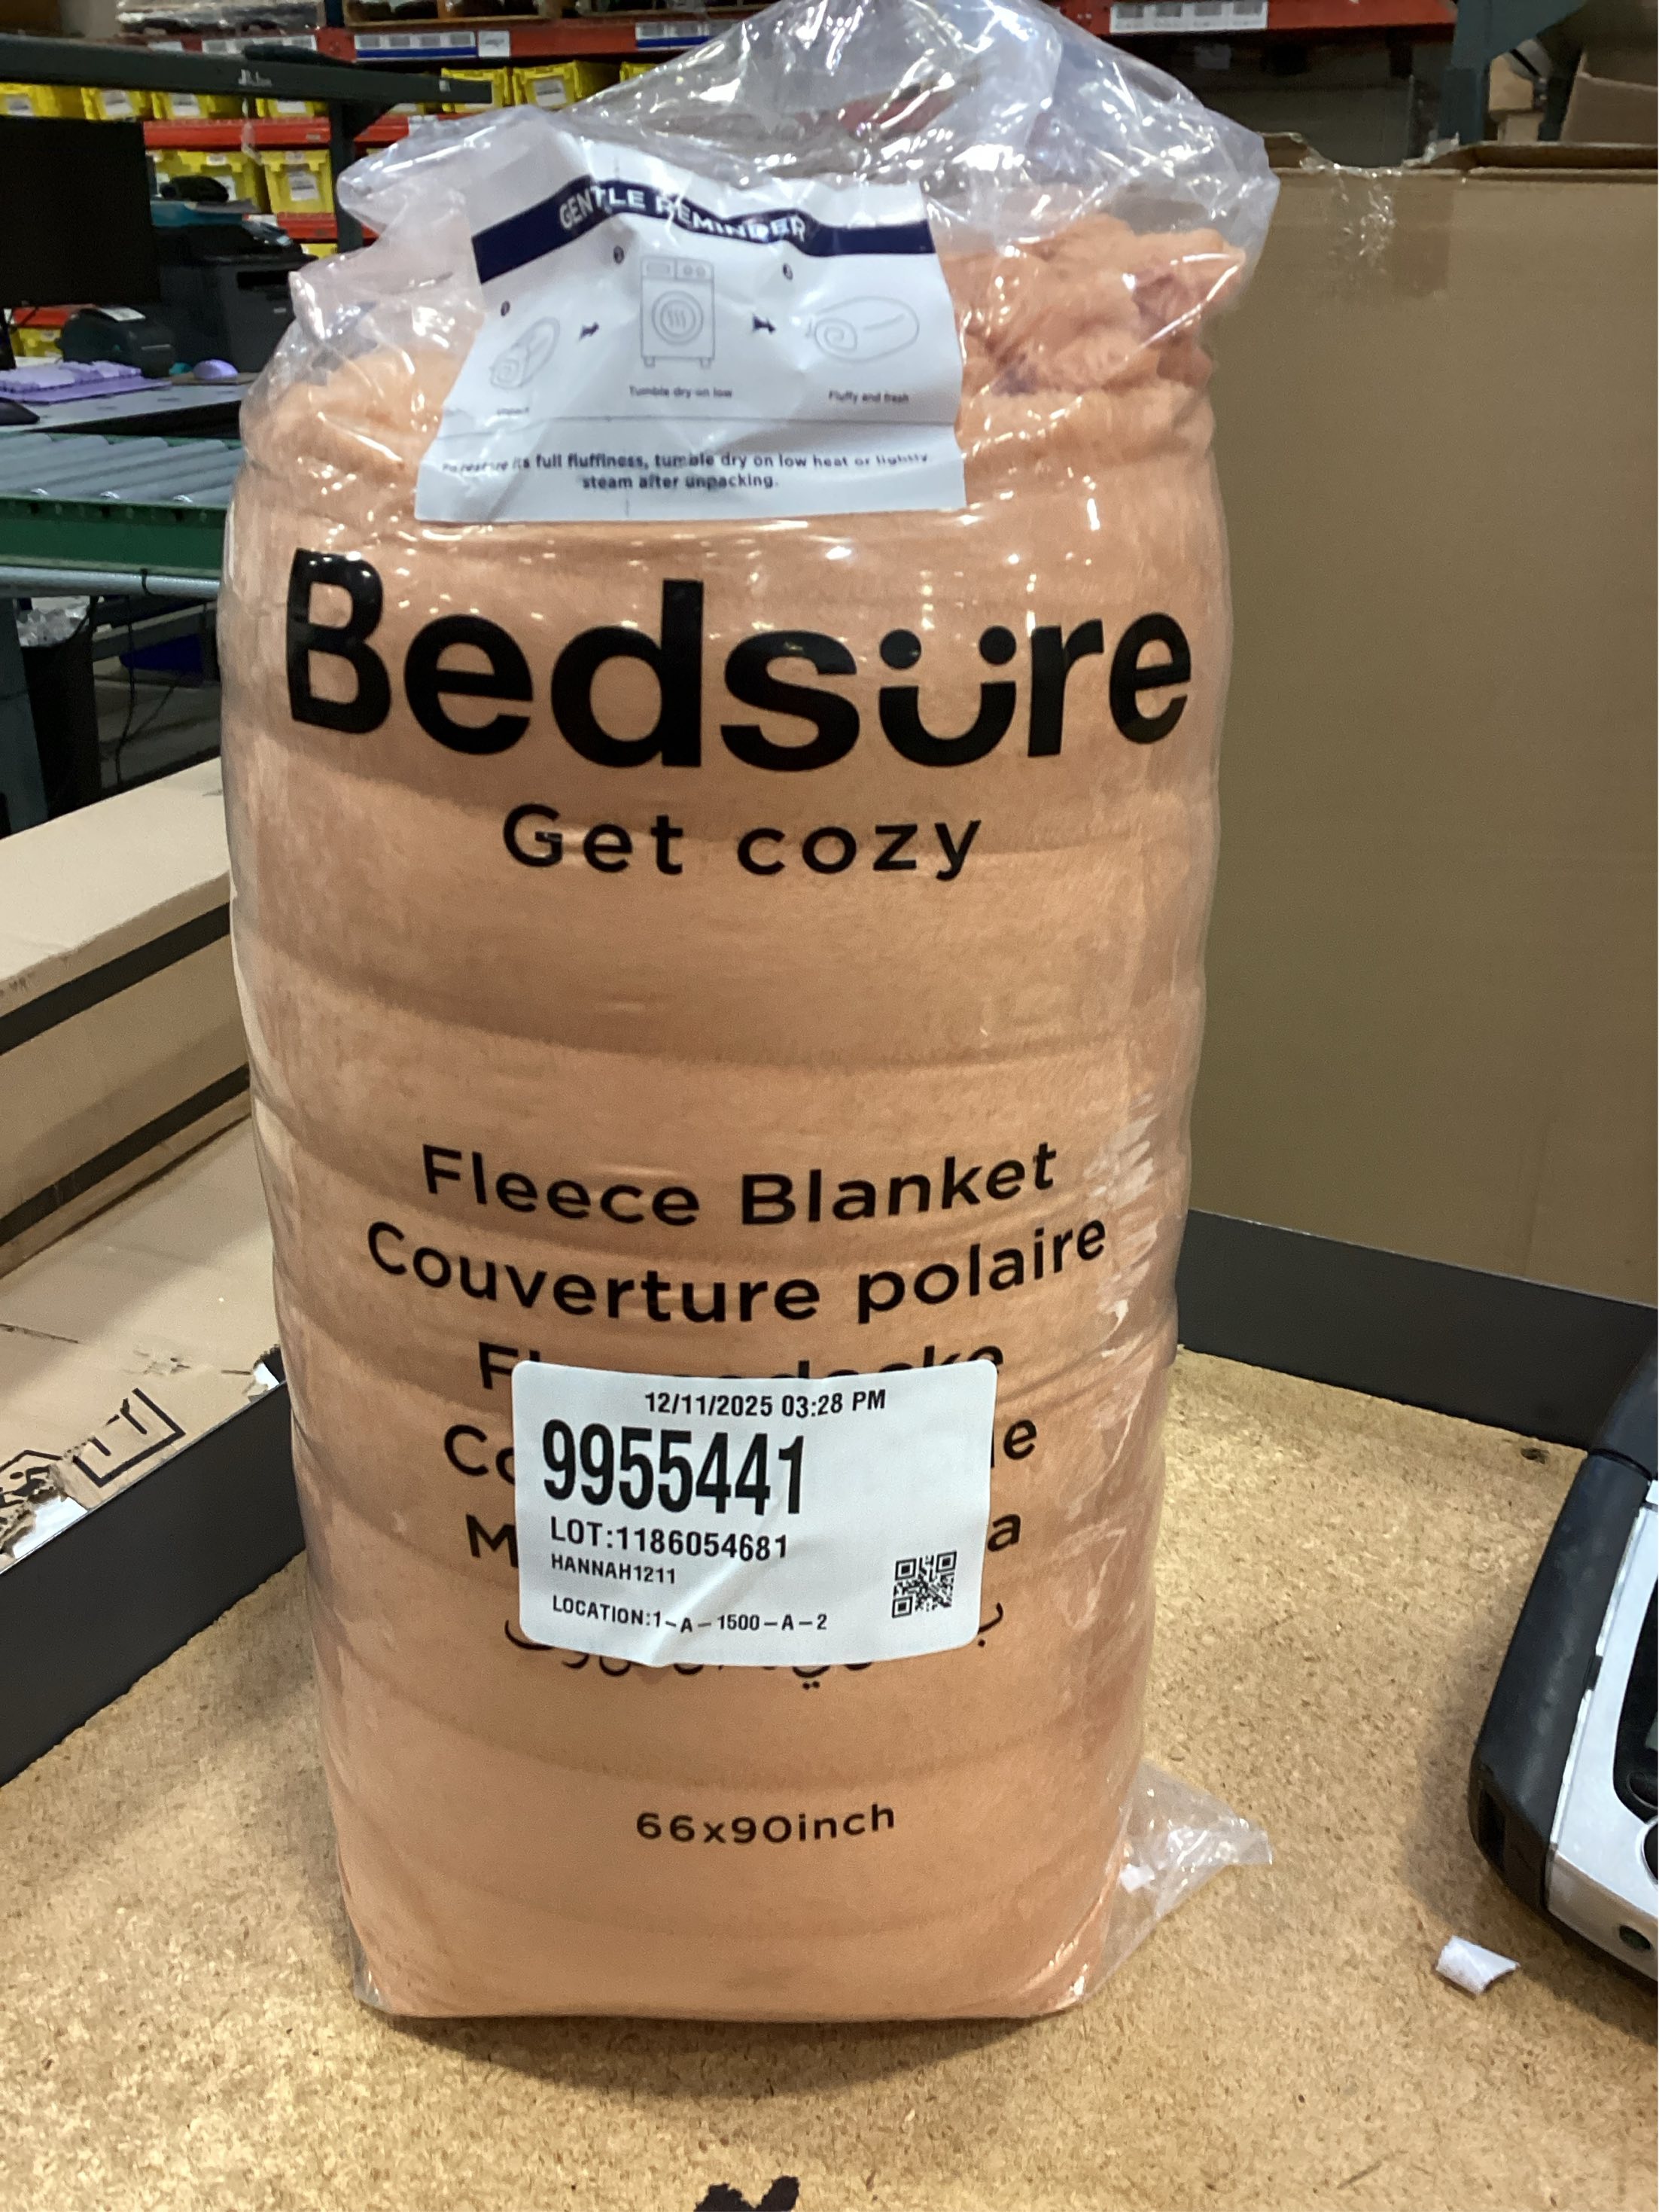 GENTLE REMINDER
Tumble dry on low
Fluffy and fresh
its full fluffiness, tumble dry on low heat or lightly
steam after unpacking.
Bedsure
Get cozy
Fleece Blanket
Couverture polaire
12/11/2025 03:28 PM
9955441
LOT:1186054681
HANNAH1211
LOCATION:1-A-1500-A-2
66x90inch